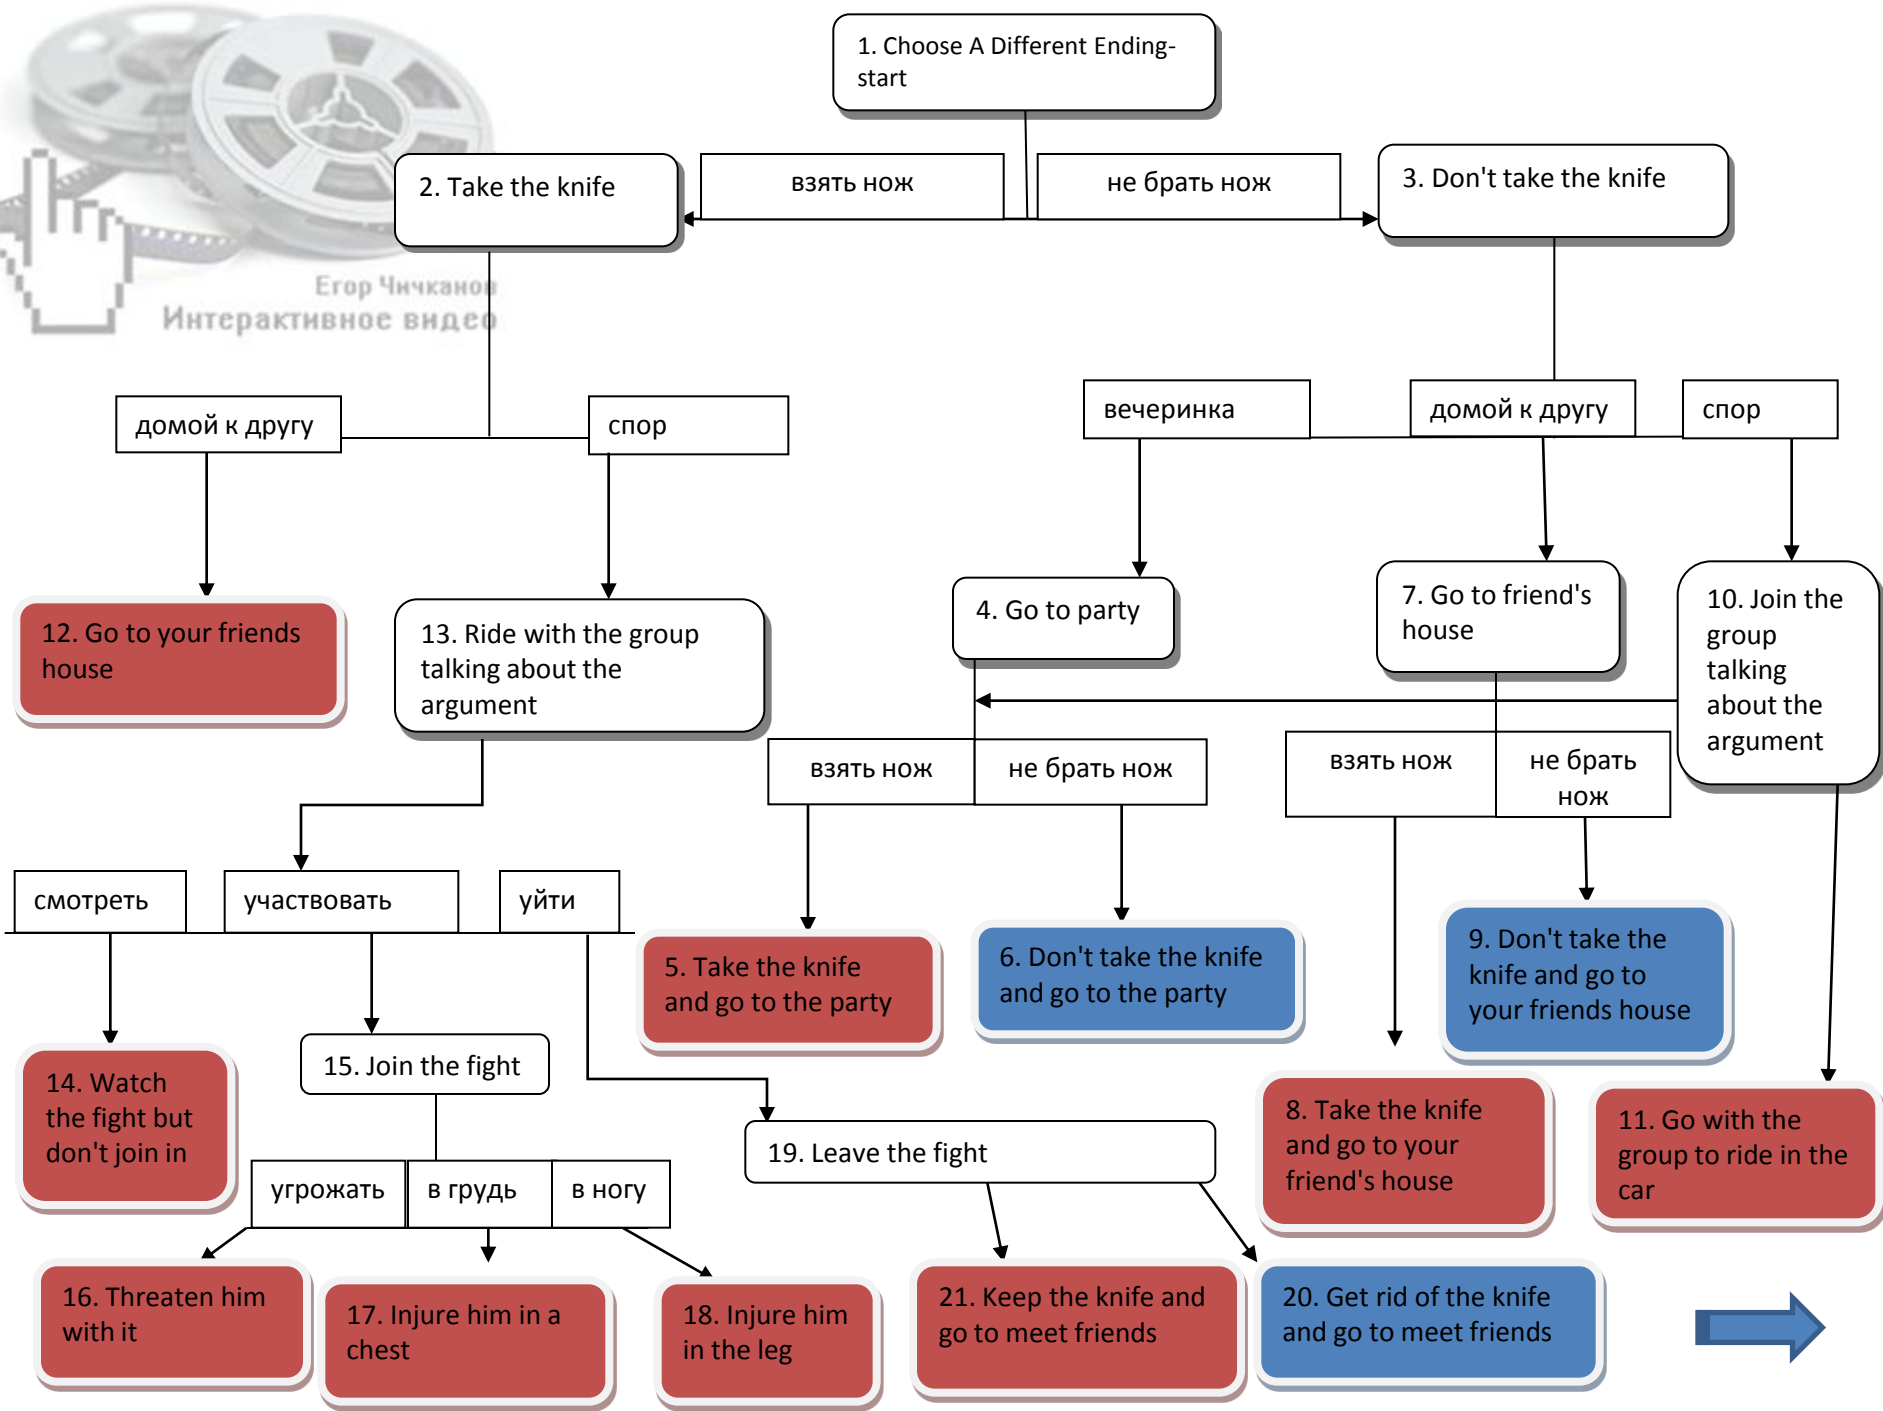 1. Choose A Different Ending-
start
2. Take the knife
взять нож
не брать нож
3. Don't take the knife
Егор Чичканов
Интерактивное видео
домой к другу
спор
вечеринка
домой к другу
спор
12. Go to your friends
house
13. Ride with the group
talking about the
argument
4. Go to party
7. Go to friend's
house
10. Join the
group
talking
about the
argument
взять нож
не брать нож
взять нож
не брать
нож
смотреть
участвовать
уйти
5. Take the knife
and go to the party
6. Don't take the knife
and go to the party
9. Don't take the
knife and go to
your friends house
14. Watch
the fight but
don't join in
15. Join the fight
19. Leave the fight
8. Take the knife
and go to your
friend's house
11. Go with the
group to ride in the
car
угрожать
в грудь
в ногу
16. Threaten him
with it
17. Injure him in a
chest
18. Injure him
in the leg
21. Keep the knife and
go to meet friends
20. Get rid of the knife
and go to meet friends